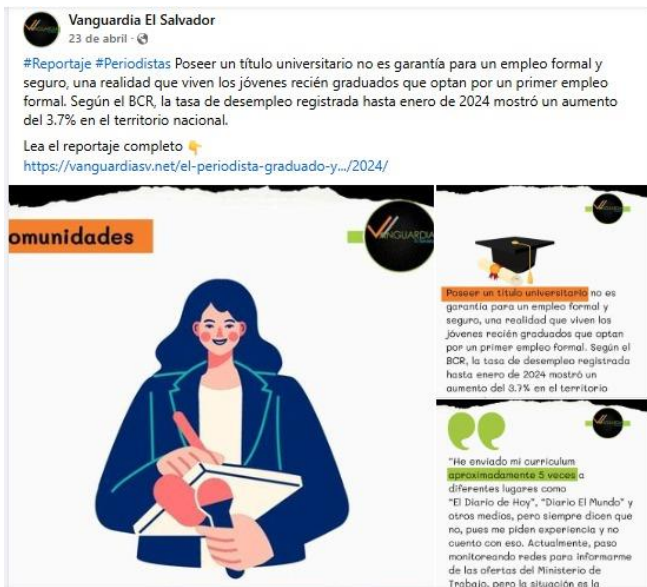 Vanguardia El Salvador
23 de abril ·
#Reportaje #Periodistas Poseer un título universitario no es garantía para un empleo formal y
seguro, una realidad que viven los jóvenes recién graduados que optan por un primer empleo
formal. Según el BCR, la tasa de desempleo registrada hasta enero de 2024 mostró un aumento
del 3.7% en el territorio nacional.
Lea el reportaje completo 👇
https://vanguardiasv.net/el-periodista-graduado-y.../2024/
omunidades
VANGUARDIA
Poseer un título universitario no es
garantía para un empleo formal y
seguro, una realidad que viven los
jóvenes recién graduados que optan
por un primer empleo formal. Según el
BCR, la tasa de desempleo registrada
hasta enero de 2024 mostró un
aumento del 3.7% en el territorio
"He enviado mi curriculum
aproximadamente 5 veces a
diferentes lugares como
"El Diario de Hoy", "Diario El Mundo" y
otros medios, pero siempre dicen que
no, pues me piden experiencia y no
cuento con eso. Actualmente, paso
monitoreando redes para informarme
de las ofertas del Ministerio de
Trabajo, pero la situación es la